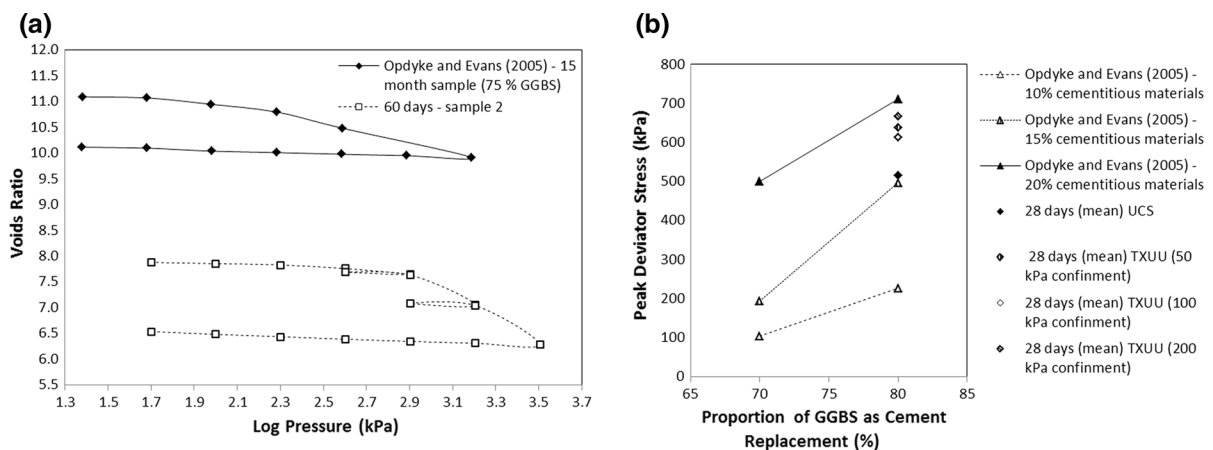 (a)
12.0
11.5
11.0
10.5
10.0
9.5
9.0
8.5
8.0
7.5
7.0
6.5
6.0
5.5
Voids Ratio
Opdyke and Evans (2005) - 15
month sample (75 % GGBS)
60 days - sample 2
1.3 1.7 2.1 2.5 2.9 3.3 3.7
1.5 1.9 2.3 2.7 3.1 3.5
Log Pressure (kPa)
(b)
800
700
600
500
400
300
200
100
0
Peak Deviator Stress (kPa)
65 70 75 80 85
Proportion of GGBS as Cement
Replacement (%)
Opdyke and Evans (2005) -
10% cementitious materials
Opdyke and Evans (2005) -
15% cementitious materials
Opdyke and Evans (2005) -
20% cementitious materials
28 days (mean) UCS
28 days (mean) TXUU (50
kPa confinment)
28 days (mean) TXUU (100
kPa confinment)
28 days (mean) TXUU (200
kPa confinment)